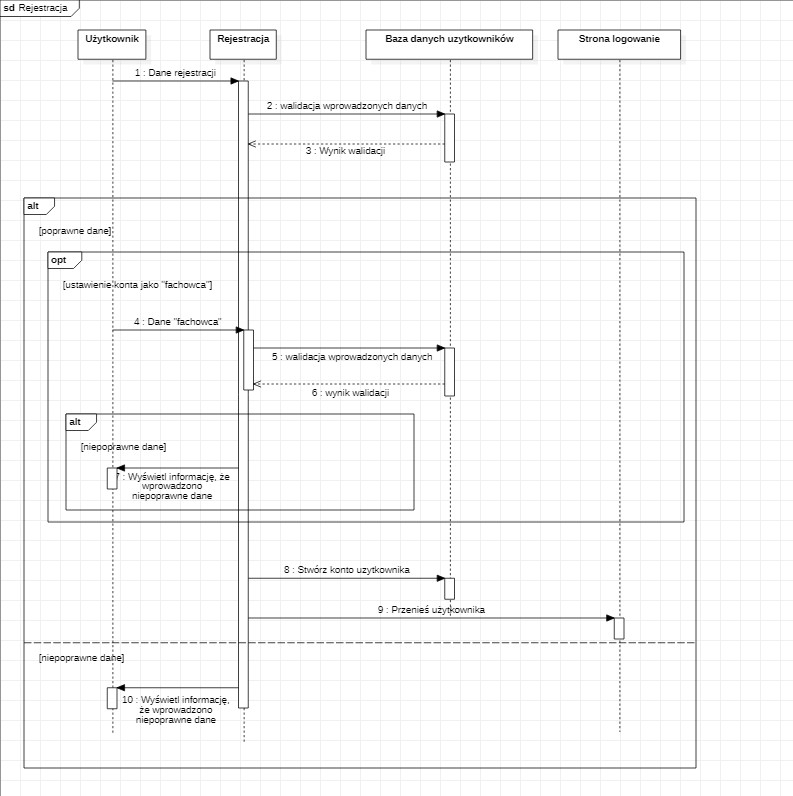 sd Rejestracja
Użytkownik
Rejestracja
Baza danych uzytkowników
Strona logowanie
1 : Dane rejestracji
2 : walidacja wprowadzonych danych
3 : Wynik walidacji
alt
[poprawne dane]
opt
[ustawienie konta jako "fachowca"]
4 : Dane "fachowca"
5 : walidacja wprowadzonych danych
6 : wynik walidacji
alt
[niepoprawne dane]
: Wyświetl informację, że
wprowadzono
niepoprawne dane
8 : Stwórz konto uzytkownika
9 : Przenieś użytkownika
[niepoprawne dane]
10 : Wyświetl informację,
że wprowadzono
niepoprawne dane